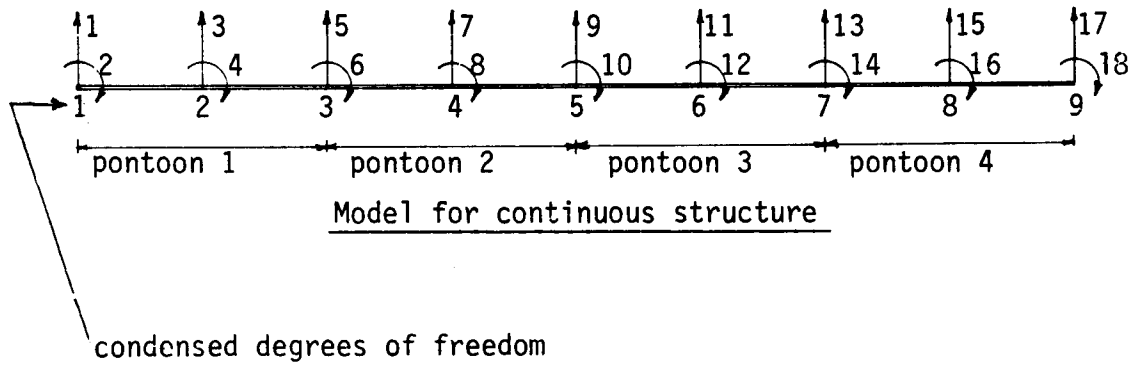 1 3 5 7 9 11 13 15 17
2 4 6 8 10 12 14 16 18
1 2 3 4 5 6 7 8 9
pontoon 1 pontoon 2 pontoon 3 pontoon 4
Model for continuous structure
condensed degrees of freedom